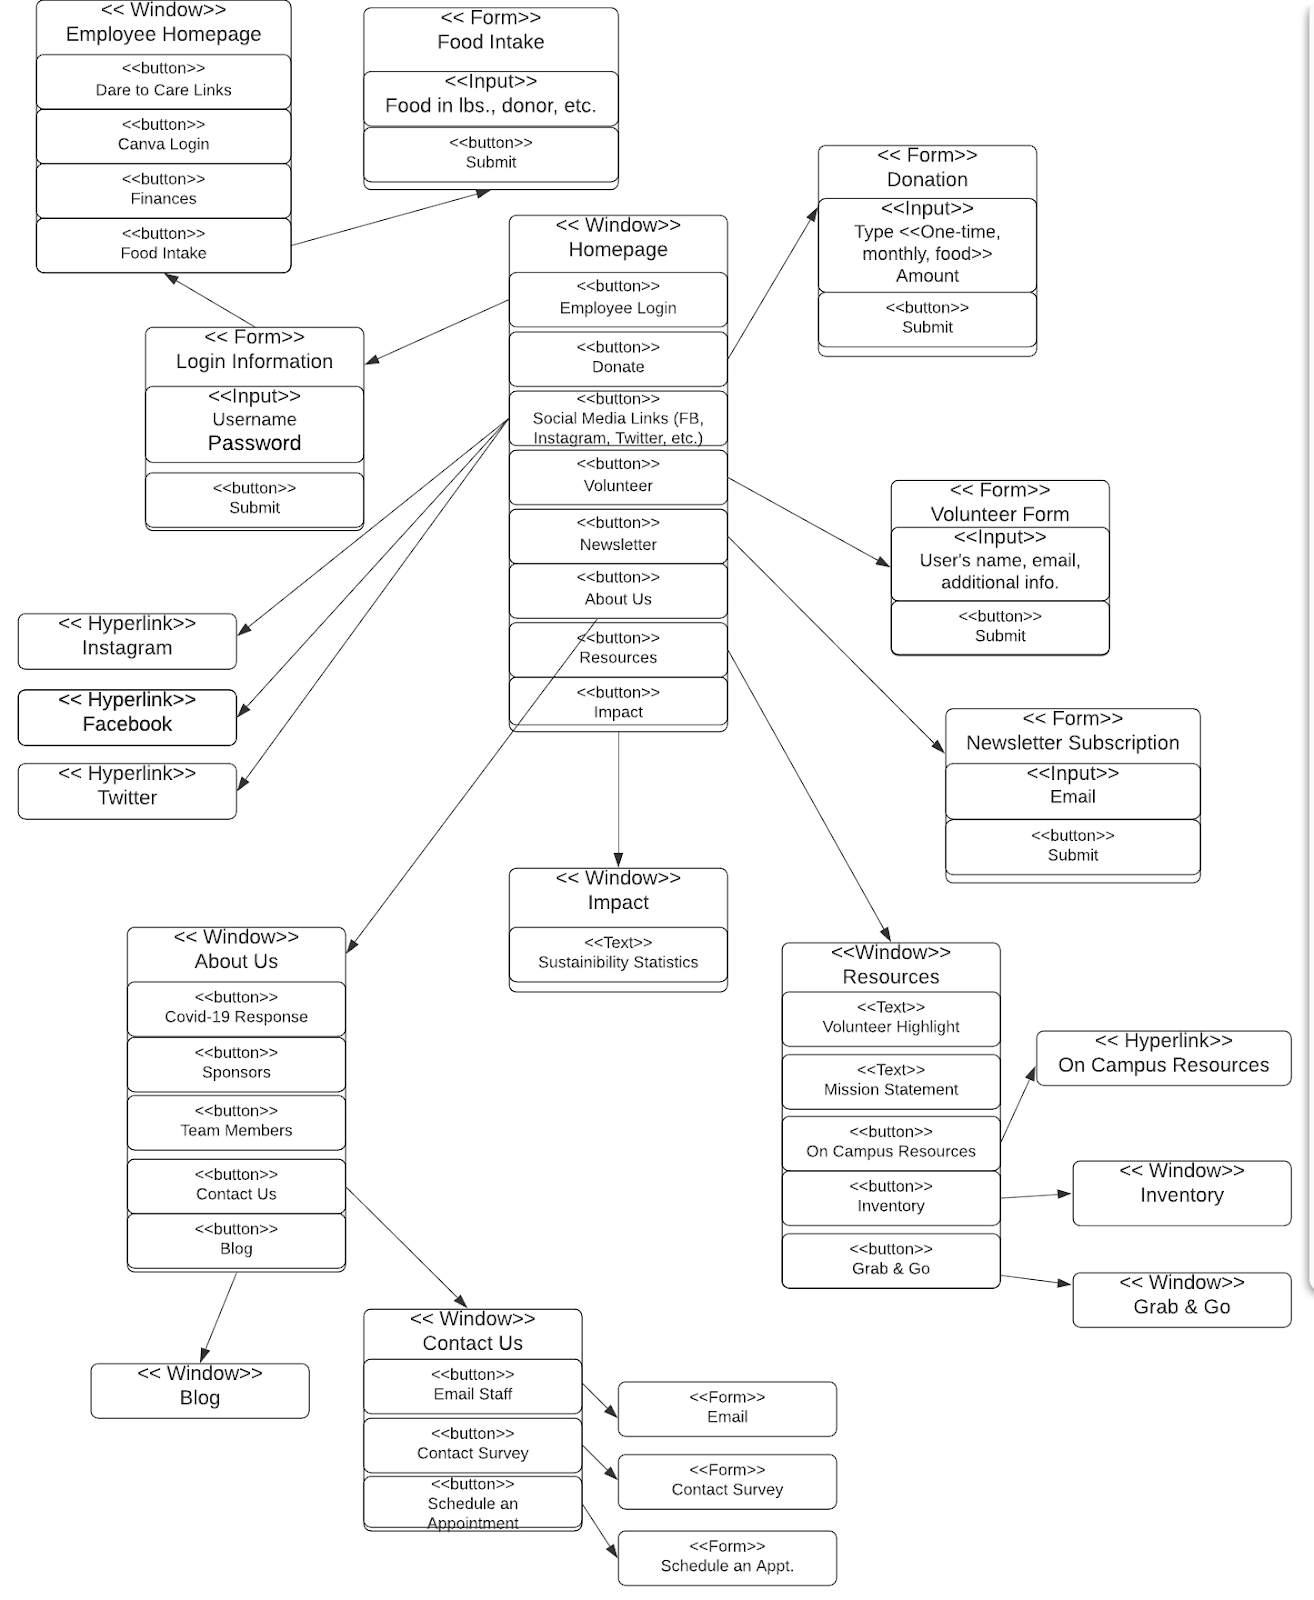 << Window>>
Employee Homepage
<<button>>
Dare to Care Links
<<button>>
Canva Login
<<button>>
Finances
<<button>>
Food Intake
<< Form>>
Food Intake
<<Input>>
Food in lbs., donor, etc.
<<button>>
Submit
<< Form>>
Donation
<<Input>>
Type <<One-time,
monthly, food>>
Amount
<<button>>
Submit
<< Window>>
Homepage
<<button>>
Employee Login
<<button>>
Donate
<<button>>
Social Media Links (FB,
Instagram, Twitter, etc.)
<<button>>
Volunteer
<<button>>
Newsletter
<<button>>
About Us
<<button>>
Resources
<<button>>
Impact
<< Form>>
Login Information
<<Input>>
Username
Password
<<button>>
Submit
<< Form>>
Volunteer Form
<<Input>>
User's name, email,
additional info.
<<button>>
Submit
<< Hyperlink>>
Instagram
<< Hyperlink>>
Facebook
<< Hyperlink>>
Twitter
<< Form>>
Newsletter Subscription
<<Input>>
Email
<<button>>
Submit
<< Window>>
Impact
<<Text>>
Sustainibility Statistics
<< Window>>
About Us
<<button>>
Covid-19 Response
<<button>>
Sponsors
<<button>>
Team Members
<<button>>
Contact Us
<<button>>
Blog
<<Window>>
Resources
<<Text>>
Volunteer Highlight
<<Text>>
Mission Statement
<<button>>
On Campus Resources
<<button>>
Inventory
<<button>>
Grab & Go
<< Hyperlink>>
On Campus Resources
<< Window>>
Inventory
<< Window>>
Grab & Go
<< Window>>
Blog
<< Window>>
Contact Us
<<button>>
Email Staff
<<button>>
Contact Survey
<<button>>
Schedule an
Appointment
<<Form>>
Email
<<Form>>
Contact Survey
<<Form>>
Schedule an Appt.